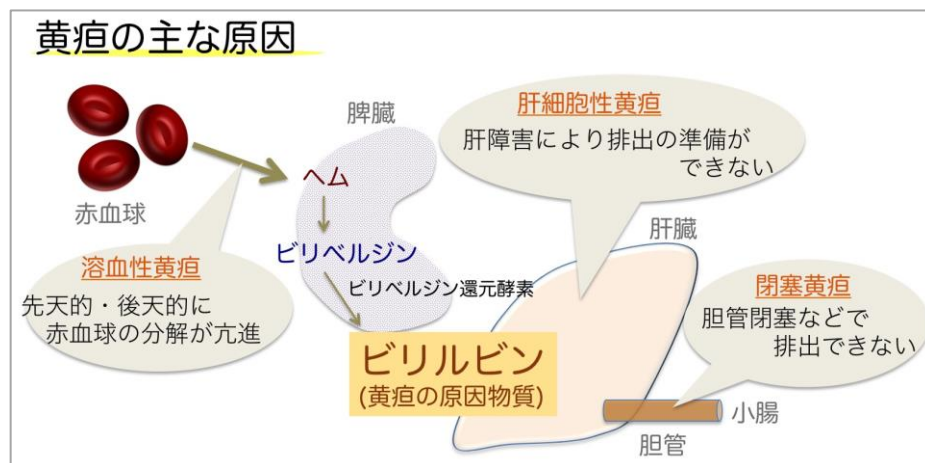 黄疸の主な原因
赤血球
脾臓
ヘム
ビリベルジン
ビリベルジン還元酵素
ビリルビン
(黄疸の原因物質)
溶血性黄疸
先天的・後天的に
赤血球の分解が亢進
肝細胞性黄疸
肝障害により排出の準備が
できない
肝臓
閉塞黄疸
胆管閉塞などで
排出できない
小腸
胆管